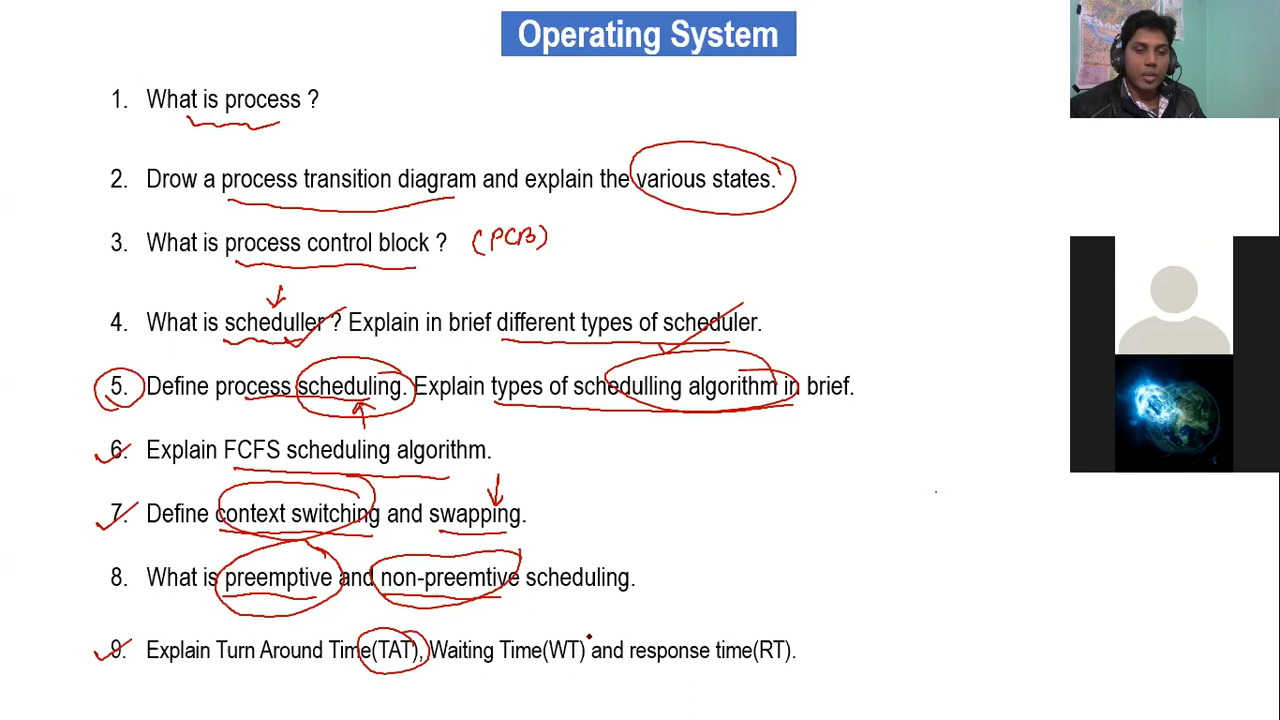 Operating System
1. What is process ?
2. Drow a process transition diagram and explain the various states.
3. What is process control block ? (PCB)
4. What is scheduller ? Explain in brief different types of scheduler.
5. Define process scheduling. Explain types of schedulling algorithm in brief.
6. Explain FCFS scheduling algorithm.
7. Define context switching and swapping.
8. What is preemptive and non-preemtive scheduling.
9. Explain Turn Around Time(TAT), Waiting Time(WT) and response time(RT).